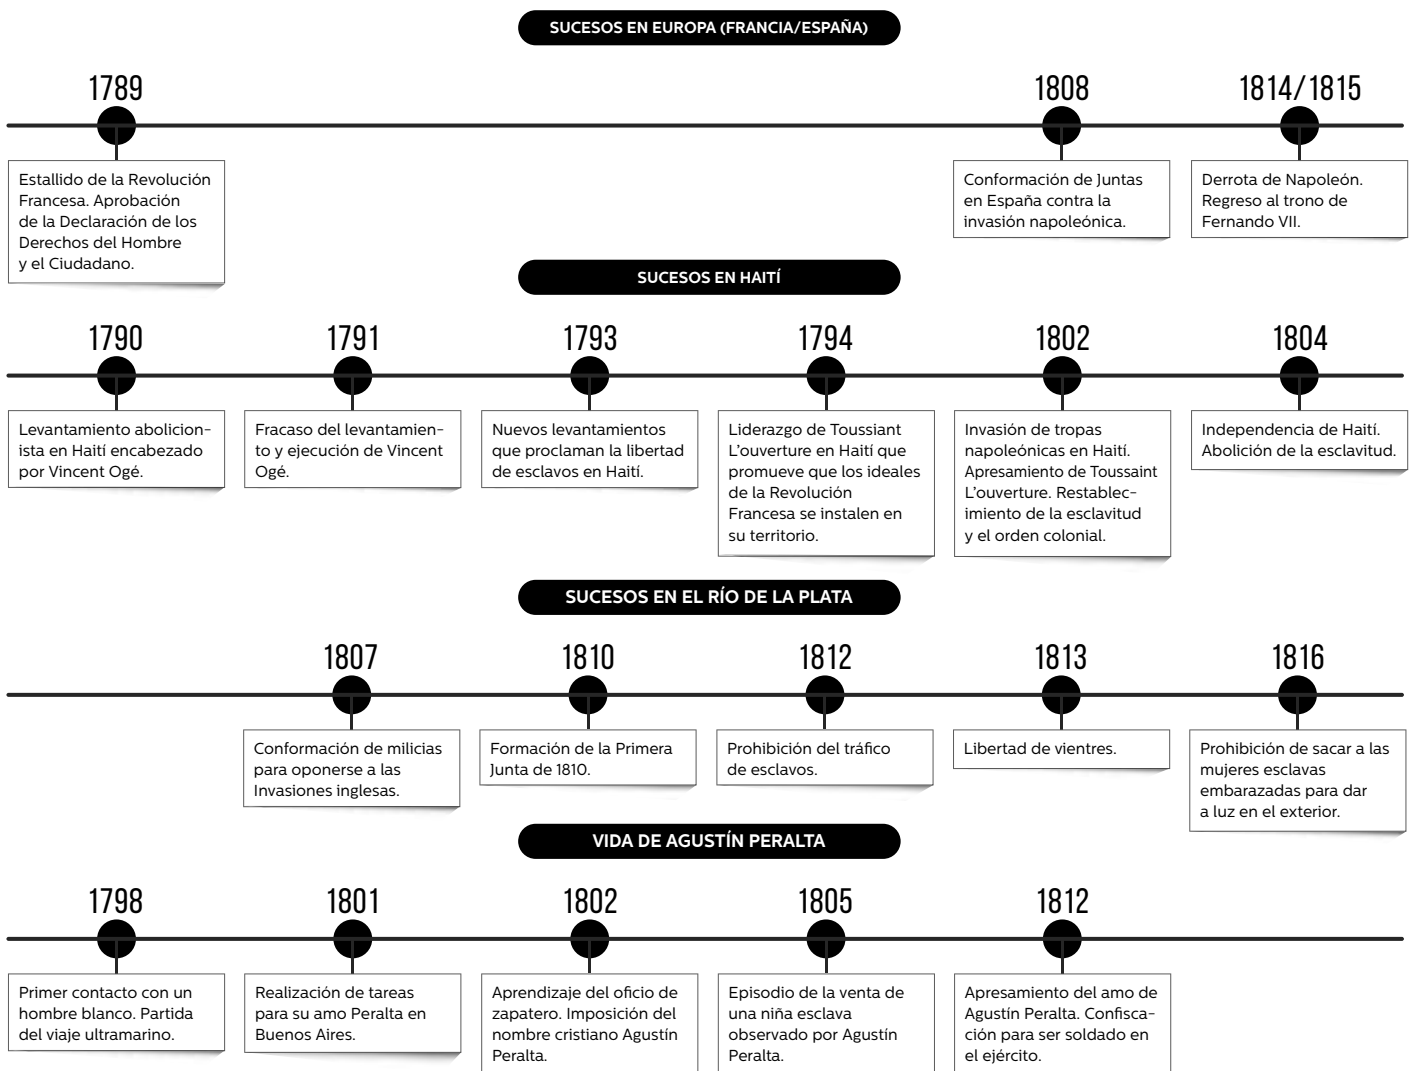 SUCESOS EN EUROPA (FRANCIA/ESPAÑA)
1789
Estallido de la Revolución
Francesa. Aprobación
de la Declaración de los
Derechos del Hombre
y el Ciudadano.
1808
Conformación de Juntas
en España contra la
invasión napoleónica.
1814/1815
Derrota de Napoleón.
Regreso al trono de
Fernando VII.
SUCESOS EN HAITÍ
1790
Levantamiento abolicion-
ista en Haití encabezado
por Vincent Ogé.
1791
Fracaso del levantamien-
to y ejecución de Vincent
Ogé.
1793
Nuevos levantamientos
que proclaman la libertad
de esclavos en Haití.
1794
Liderazgo de Toussiant
L'ouverture en Haití que
promueve que los ideales
de la Revolución
Francesa se instalen en
su territorio.
1802
Invasión de tropas
napoleónicas en Haití.
Apresamiento de Toussaint
L'ouverture. Restablec-
imiento de la esclavitud
y el orden colonial.
1804
Independencia de Haití.
Abolición de la esclavitud.
SUCESOS EN EL RÍO DE LA PLATA
1807
Conformación de milicias
para oponerse a las
Invasiones inglesas.
1810
Formación de la Primera
Junta de 1810.
1812
Prohibición del tráfico
de esclavos.
1813
Libertad de vientres.
1816
Prohibición de sacar a las
mujeres esclavas
embarazadas para dar
a luz en el exterior.
VIDA DE AGUSTÍN PERALTA
1798
Primer contacto con un
hombre blanco. Partida
del viaje ultramarino.
1801
Realización de tareas
para su amo Peralta en
Buenos Aires.
1802
Aprendizaje del oficio de
zapatero. Imposición del
nombre cristiano Agustín
Peralta.
1805
Episodio de la venta de
una niña esclava
observado por Agustín
Peralta.
1812
Apresamiento del amo de
Agustín Peralta. Confisca-
ción para ser soldado en
el ejército.